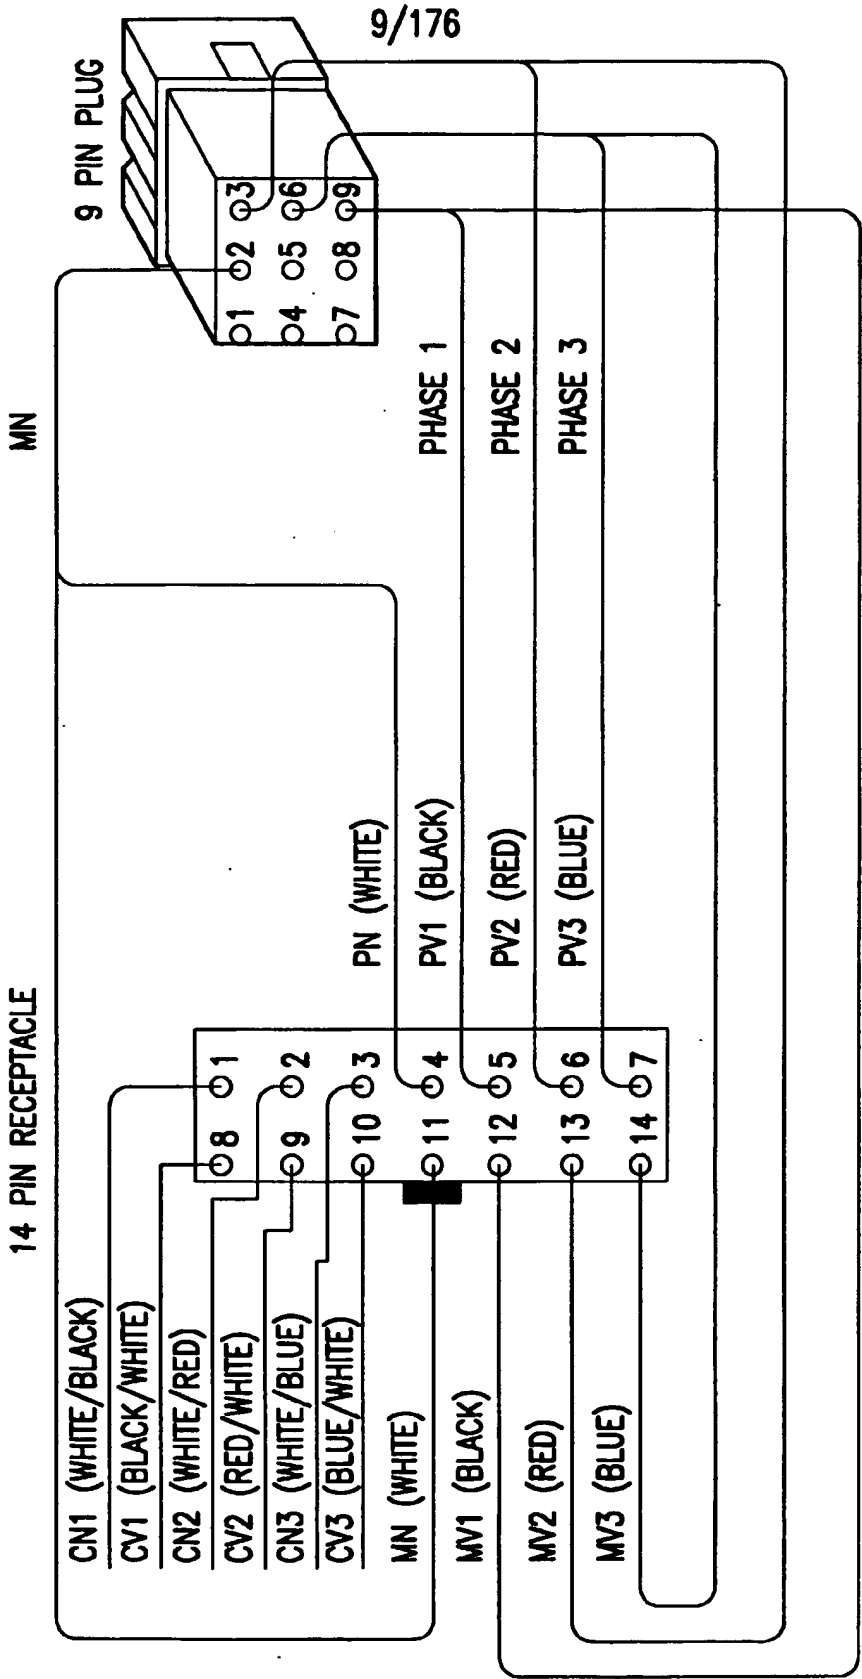 9/176
14 PIN RECEPTACLE
MN
9 PIN PLUG
CN1 (WHITE/BLACK)
CV1 (BLACK/WHITE)
CN2 (WHITE/RED)
CV2 (RED/WHITE)
CN3 (WHITE/BLUE)
CV3 (BLUE/WHITE)
MN (WHITE)
MV1 (BLACK)
MV2 (RED)
MV3 (BLUE)
8 1
9 2
10 3
11 4
12 5
13 6
14 7
PN (WHITE)
PV1 (BLACK)
PV2 (RED)
PV3 (BLUE)
PHASE 1
PHASE 2
PHASE 3
1 2 3
4 5 6
7 8 9